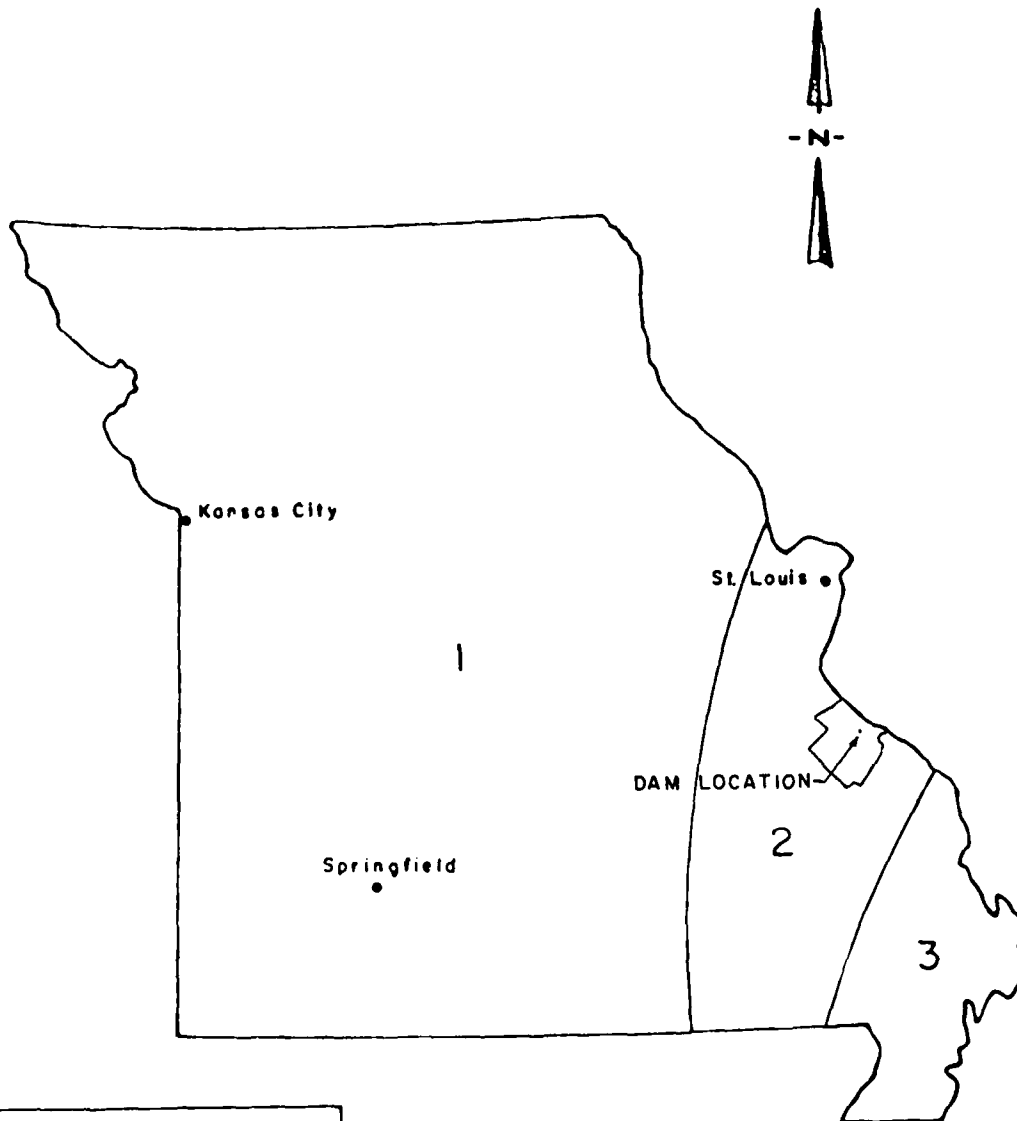 -N-
Kansas City
St. Louis
1
DAM LOCATION
2
Springfield
3